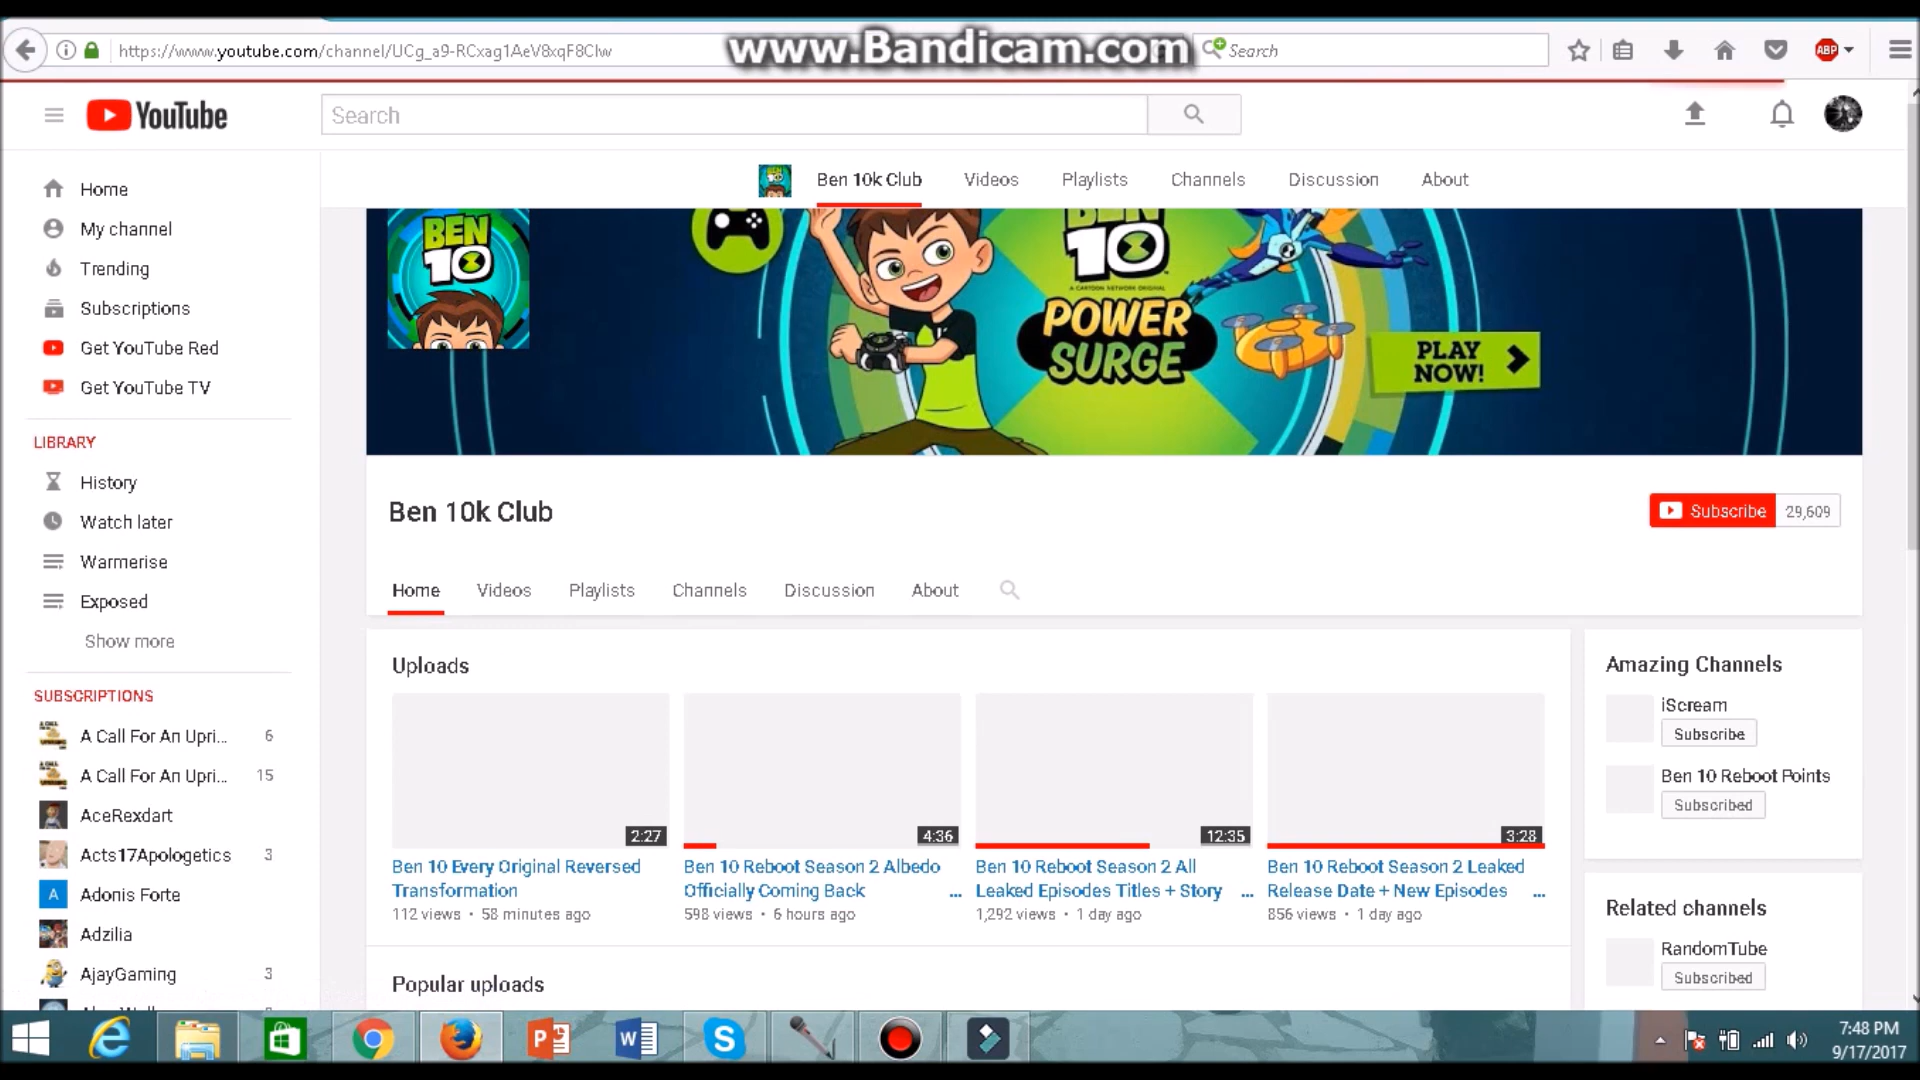 https://www.youtube.com/channel/UCg_a9-RCxag1AeV8xqF8CIw
www.Bandicam.com
Search
ABP
YouTube
Search
Ben 10k Club
Videos
Playlists
Channels
Discussion
About
Home
My channel
Trending
Subscriptions
Get YouTube Red
Get YouTube TV
LIBRARY
History
Watch later
Warmerise
Exposed
Show more
SUBSCRIPTIONS
A Call For An Upri... 6
A Call For An Upri... 15
AceRexdart
Acts17Apologetics 3
A Adonis Forte
Adzilia
AjayGaming 3
BEN
10
BEN
10
A CARTOON NETWORK ORIGINAL
POWER
SURGE
PLAY
NOW!
Ben 10k Club
Subscribe 29,609
Home
Videos
Playlists
Channels
Discussion
About
Uploads
2:27
Ben 10 Every Original Reversed
Transformation
112 views • 58 minutes ago
4:36
Ben 10 Reboot Season 2 Albedo
Officially Coming Back ...
598 views • 6 hours ago
12:35
Ben 10 Reboot Season 2 All
Leaked Episodes Titles + Story ...
1,292 views • 1 day ago
3:28
Ben 10 Reboot Season 2 Leaked
Release Date + New Episodes ...
856 views • 1 day ago
Popular uploads
Amazing Channels
iScream
Subscribe
Ben 10 Reboot Points
Subscribed
Related channels
RandomTube
Subscribed
7:48 PM
9/17/2017